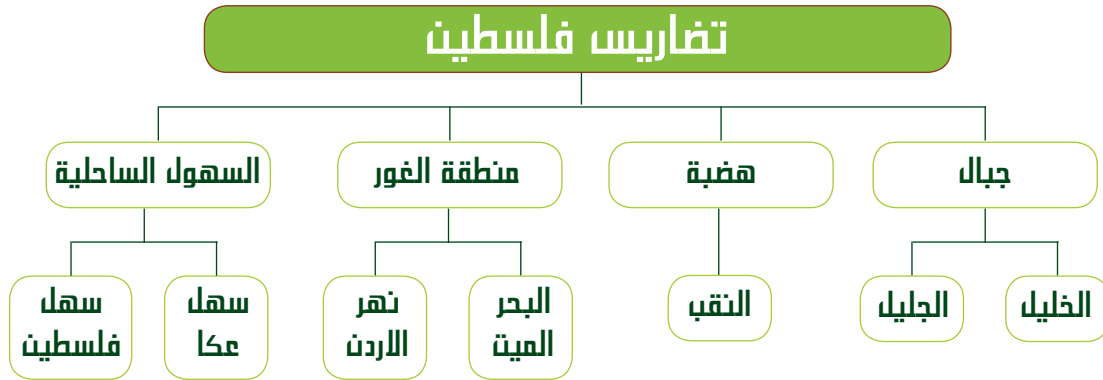 تضاريس فلسطين
جبال
هضبة
منطقة الغور
السهول الساحلية
الخليل
الجليل
النقب
البحر
الميت
نهر
الاردن
سهل
عكا
سهل
فلسطين